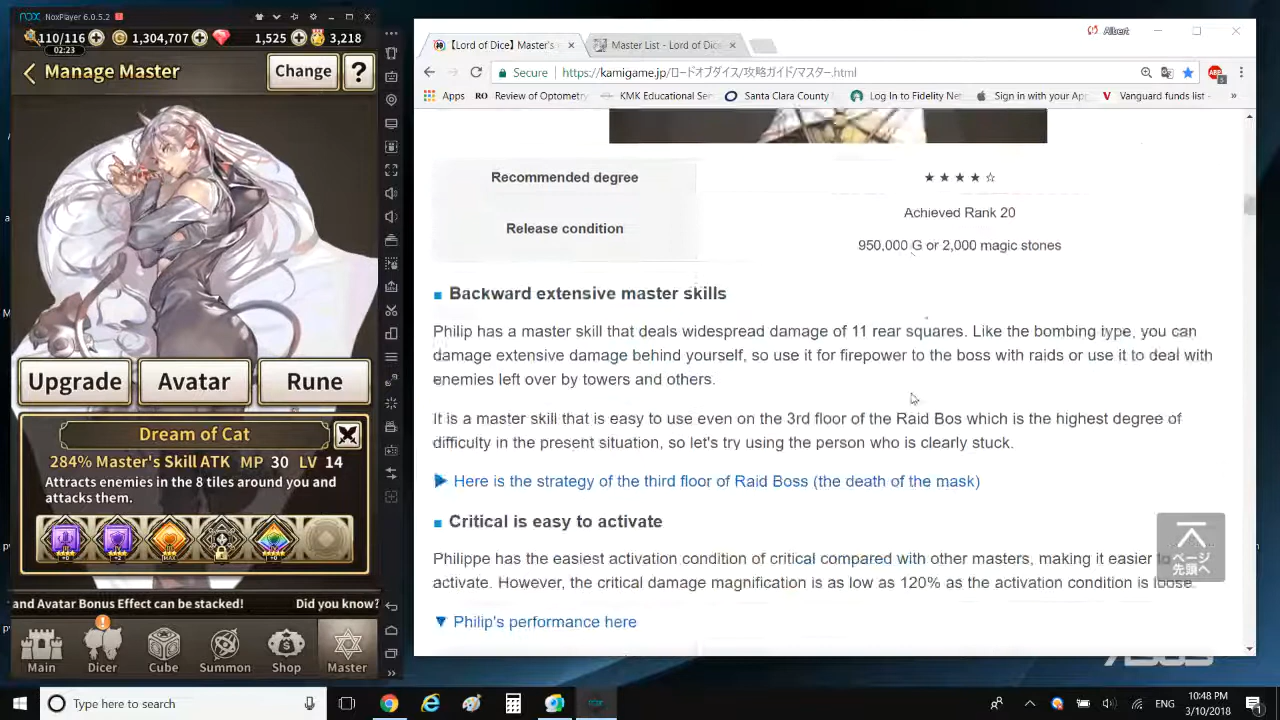 NoxPlayer 6.0.5.2
110/116
1,304,707
1,525
3,218
02:23
Manage Master
Change
?
Upgrade
Avatar
Rune
Dream of Cat
284% Master's Skill ATK MP 30 LV 14
Attracts enemies in the 8 tiles around you and
attacks them.
and Avatar Bonus Effect can be stacked!
Did you know?
Main
Dicer
Cube
Summon
Shop
Master
Albert
【Lord of Dice】Master's
Master List - Lord of Dic
Secure
https://kamigame.jp/ロードオブダイス/攻略ガイド/マスター.html
Apps
RO Review of Optometry
KMK Educational Ser
Santa Clara County
Log In to Fidelity Net
Sign in with your Ap
Vanguard funds list
»
Recommended degree
★ ★ ★ ★ ☆
Release condition
Achieved Rank 20
950,000 G or 2,000 magic stones
Backward extensive master skills
Philip has a master skill that deals widespread damage of 11 rear squares. Like the bombing type, you can
damage extensive damage behind yourself, so use it for firepower to the boss with raids or use it to deal with
enemies left over by towers and others.
It is a master skill that is easy to use even on the 3rd floor of the Raid Bos which is the highest degree of
difficulty in the present situation, so let's try using the person who is clearly stuck.
Here is the strategy of the third floor of Raid Boss (the death of the mask)
Critical is easy to activate
Philippe has the easiest activation condition of critical compared with other masters, making it easier to
activate. However, the critical damage magnification is as low as 120% as the activation condition is loose.
Philip's performance here
ページ
先頭へ
Type here to search
ENG
10:48 PM
3/10/2018